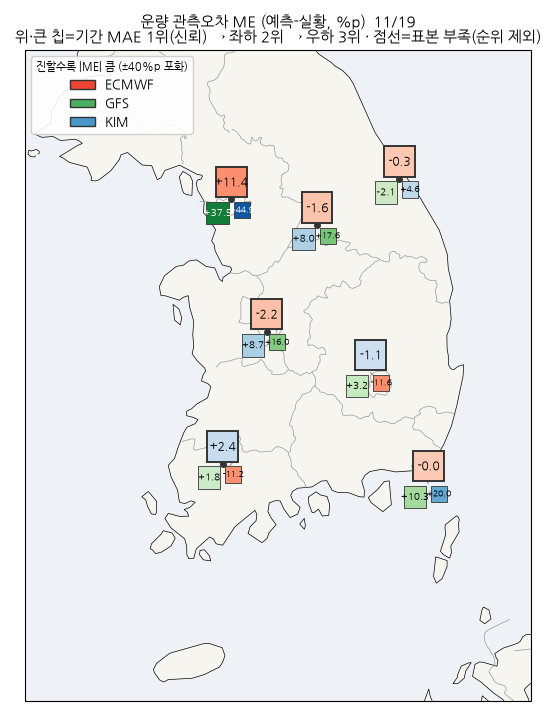 운량 관측오차 ME (예측-실황, %p) 11/19
위·큰 칩=기간 MAE 1위(신뢰) → 좌하 2위 → 우하 3위 · 점선=표본 부족(순위 제외)
진할수록 |ME| 큼 (±40%p 포화)
ECMWF
GFS
KIM
-0.3
-2.1 +4.6
+11.4
+37.5 +44.9
-1.6
+8.0 +17.6
-2.2
+8.7 +16.0
-1.1
+3.2 -11.6
+2.4
+1.8 -11.2
-0.0
+10.3 +20.0